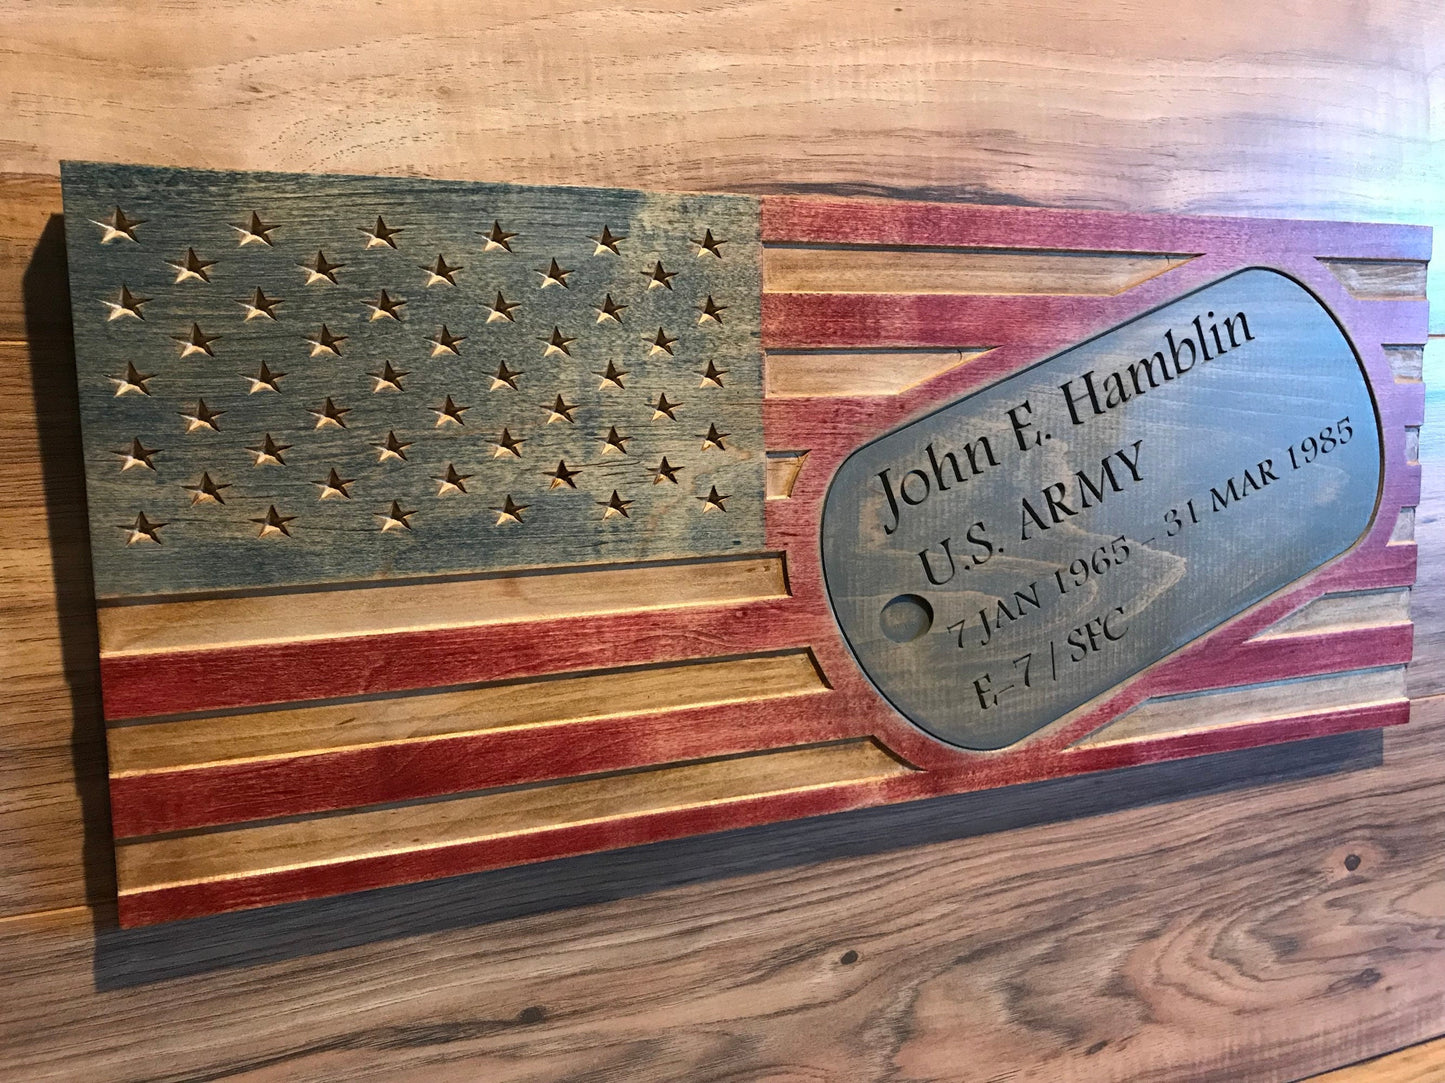 John E. Hamblin
U.S. ARMY
7 JAN 1965 - 31 MAR 1985
E-7 / SFC